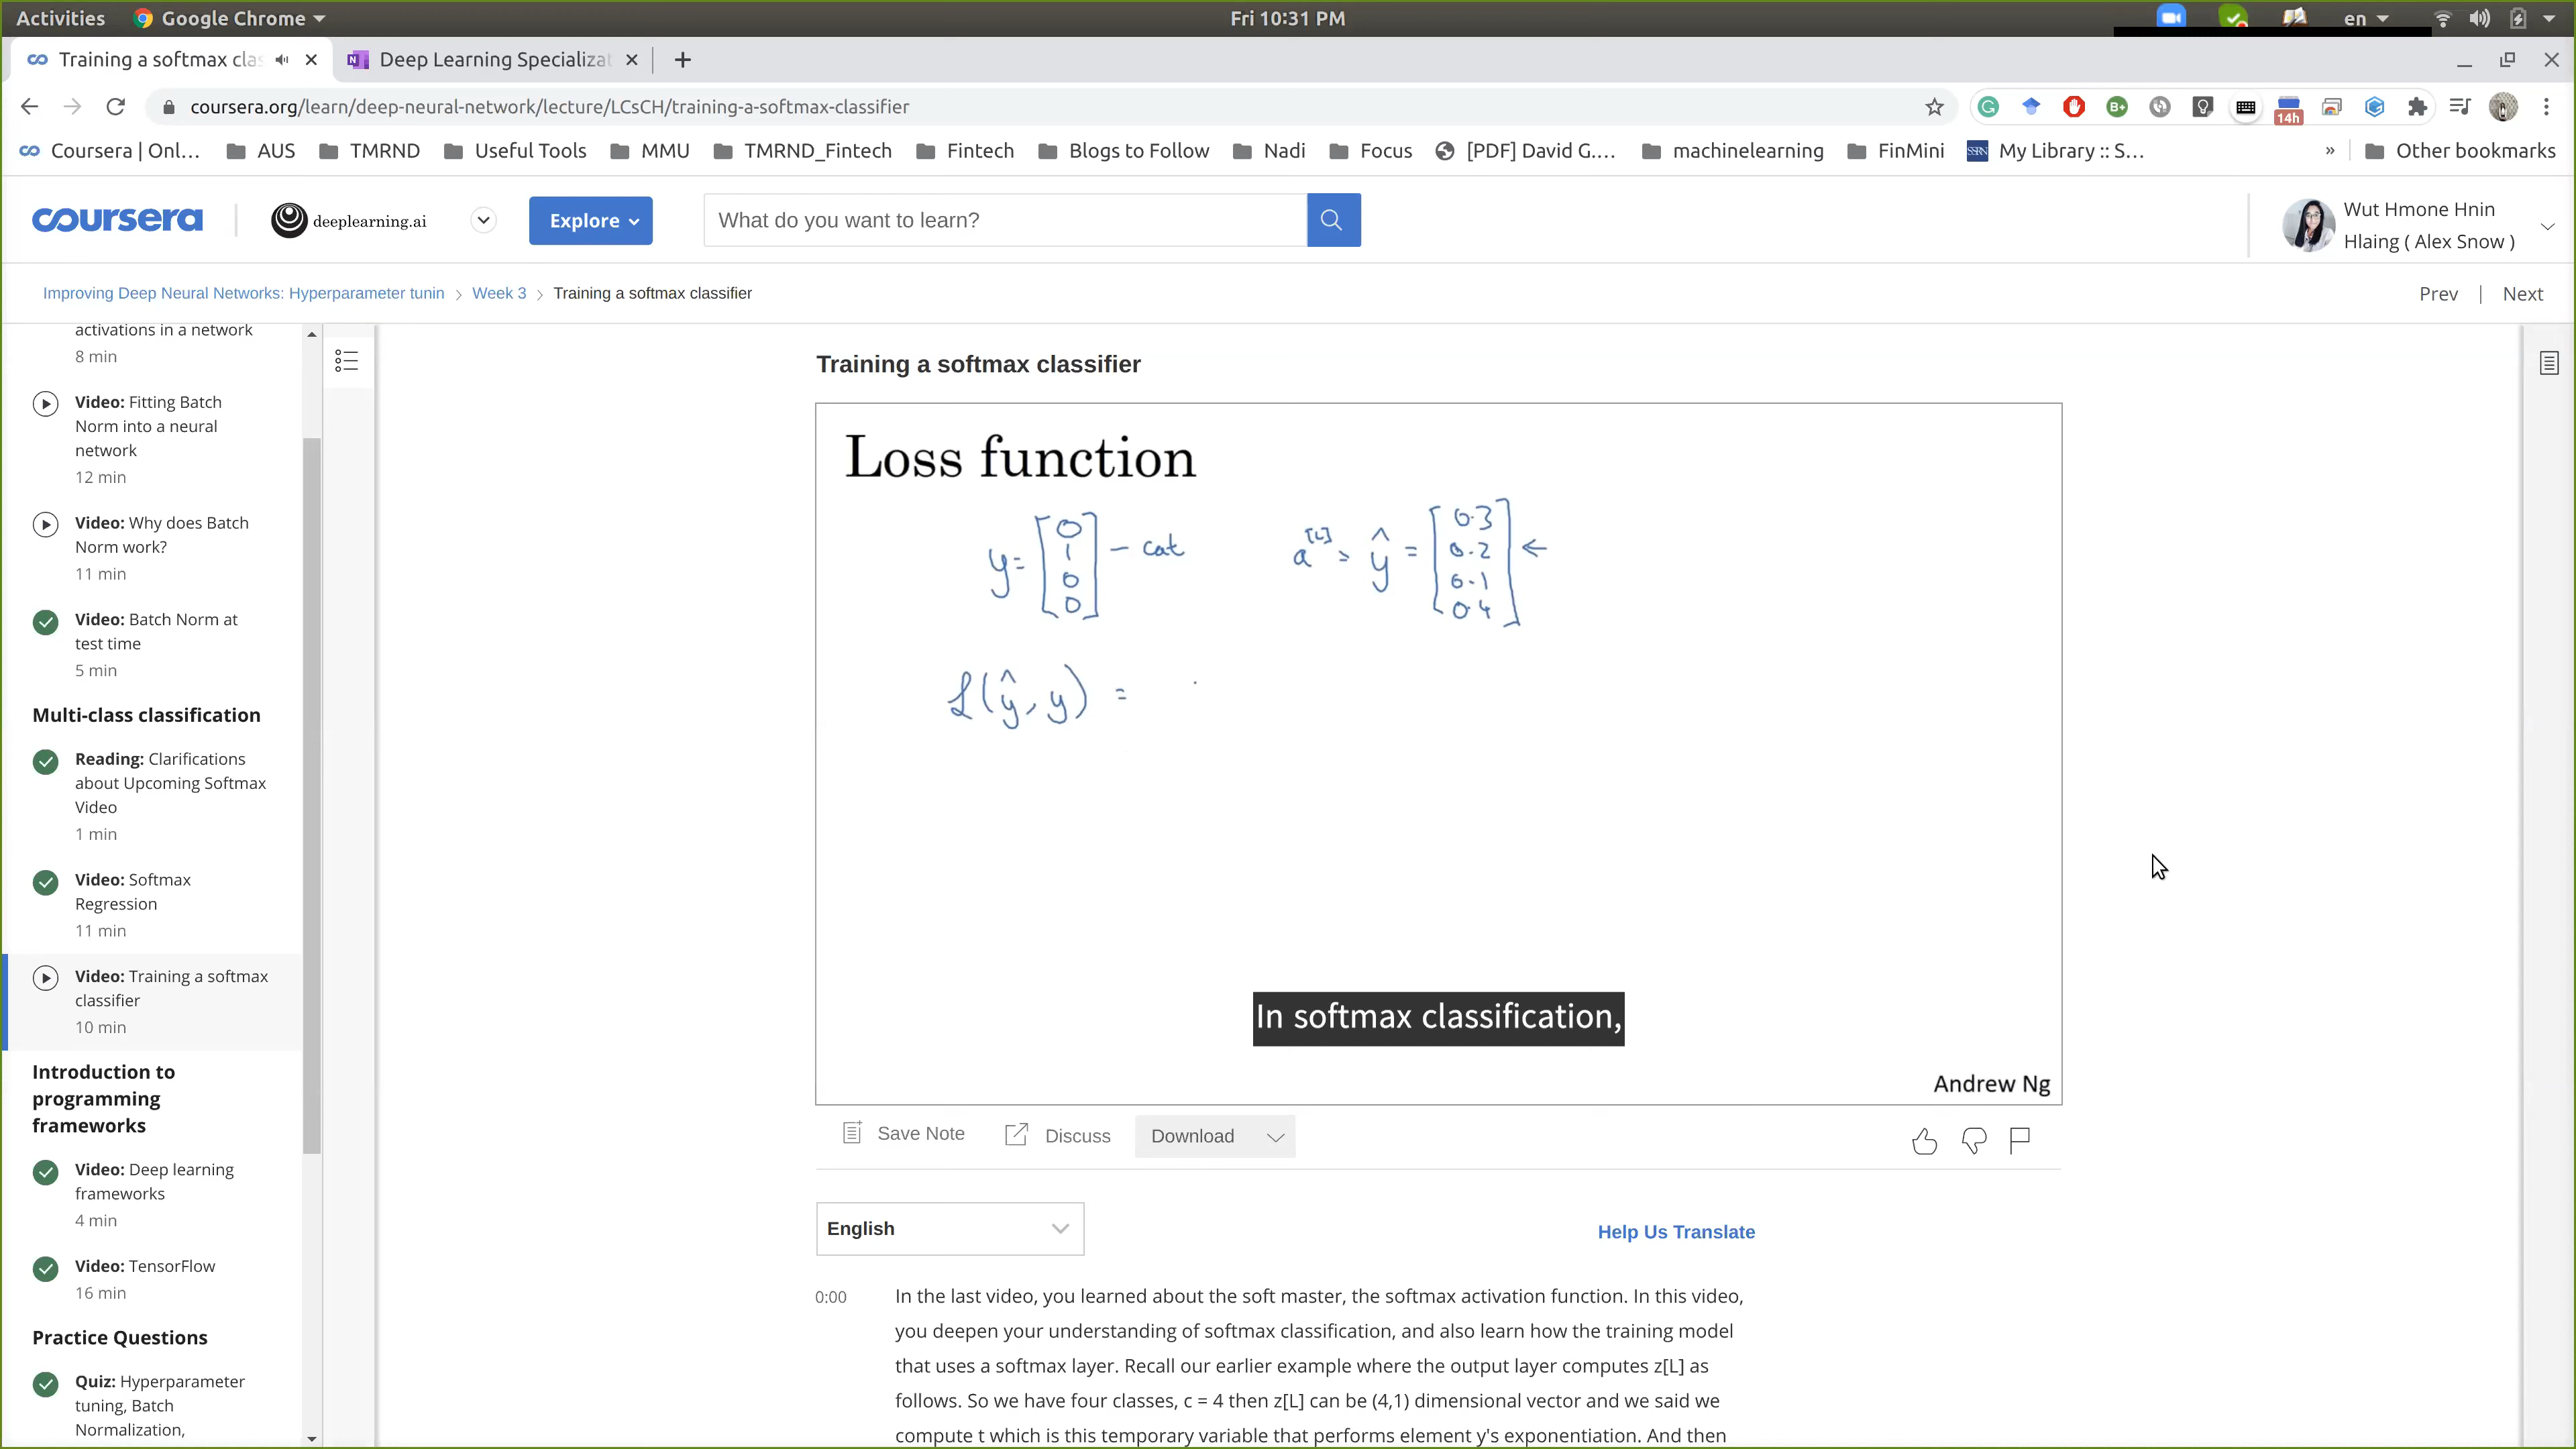 Activities Google Chrome Fri 10:31 PM en
Training a softmax clas Deep Learning Specializat
coursera.org/learn/deep-neural-network/lecture/LCsCH/training-a-softmax-classifier
14h
Coursera | Onl... AUS TMRND Useful Tools MMU TMRND_Fintech Fintech Blogs to Follow Nadi Focus [PDF] David G.... machinelearning FinMini SSRN My Library :: S... » Other bookmarks
coursera deeplearning.ai Explore What do you want to learn? Wut Hmone Hnin
Hlaing ( Alex Snow )
Improving Deep Neural Networks: Hyperparameter tunin > Week 3 > Training a softmax classifier Prev | Next
activations in a network
8 min
Video: Fitting Batch
Norm into a neural
network
12 min
Video: Why does Batch
Norm work?
11 min
Video: Batch Norm at
test time
5 min
Multi-class classification
Reading: Clarifications
about Upcoming Softmax
Video
1 min
Video: Softmax
Regression
11 min
Video: Training a softmax
classifier
10 min
Introduction to
programming
frameworks
Video: Deep learning
frameworks
4 min
Video: TensorFlow
16 min
Practice Questions
Quiz: Hyperparameter
tuning, Batch
Normalization,
Training a softmax classifier
Loss function
y = [0 1 0 0] - cat a[L] = ŷ = [0.3 0.2 0.1 0.4] ←
ℒ(ŷ, y) =
In softmax classification,
Andrew Ng
Save Note Discuss Download
English Help Us Translate
0:00 In the last video, you learned about the soft master, the softmax activation function. In this video,
you deepen your understanding of softmax classification, and also learn how the training model
that uses a softmax layer. Recall our earlier example where the output layer computes z[L] as
follows. So we have four classes, c = 4 then z[L] can be (4,1) dimensional vector and we said we
compute t which is this temporary variable that performs element y's exponentiation. And then